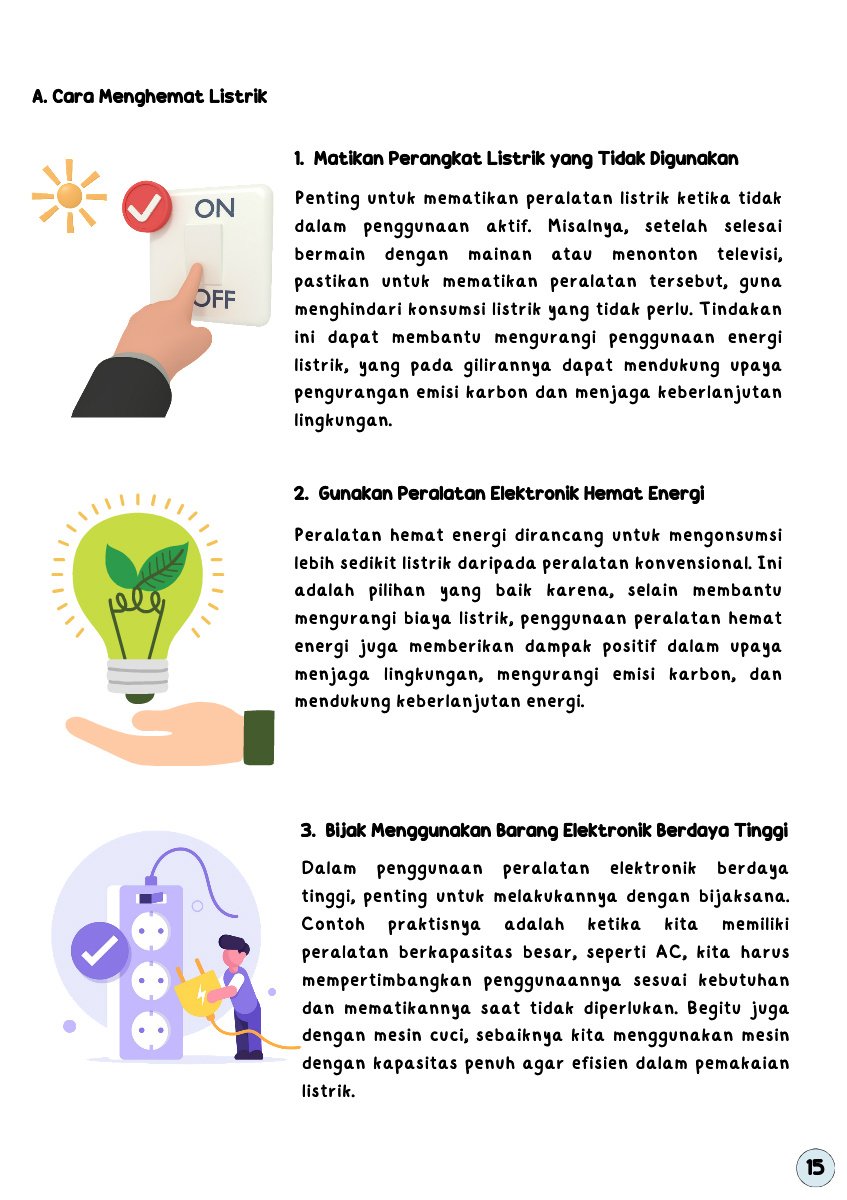 A. Cara Menghemat Listrik
ON
OFF
1. Matikan Perangkat Listrik yang Tidak Digunakan
Penting untuk mematikan peralatan listrik ketika tidak
dalam penggunaan aktif. Misalnya, setelah selesai
bermain dengan mainan atau menonton televisi,
pastikan untuk mematikan peralatan tersebut, guna
menghindari konsumsi listrik yang tidak perlu. Tindakan
ini dapat membantu mengurangi penggunaan energi
listrik, yang pada gilirannya dapat mendukung upaya
pengurangan emisi karbon dan menjaga keberlanjutan
lingkungan.
2. Gunakan Peralatan Elektronik Hemat Energi
Peralatan hemat energi dirancang untuk mengonsumsi
lebih sedikit listrik daripada peralatan konvensional. Ini
adalah pilihan yang baik karena, selain membantu
mengurangi biaya listrik, penggunaan peralatan hemat
energi juga memberikan dampak positif dalam upaya
menjaga lingkungan, mengurangi emisi karbon, dan
mendukung keberlanjutan energi.
3. Bijak Menggunakan Barang Elektronik Berdaya Tinggi
Dalam penggunaan peralatan elektronik berdaya
tinggi, penting untuk melakukannya dengan bijaksana.
Contoh praktisnya adalah ketika kita memiliki
peralatan berkapasitas besar, seperti AC, kita harus
mempertimbangkan penggunaannya sesuai kebutuhan
dan mematikannya saat tidak diperlukan. Begitu juga
dengan mesin cuci, sebaiknya kita menggunakan mesin
dengan kapasitas penuh agar efisien dalam pemakaian
listrik.
15